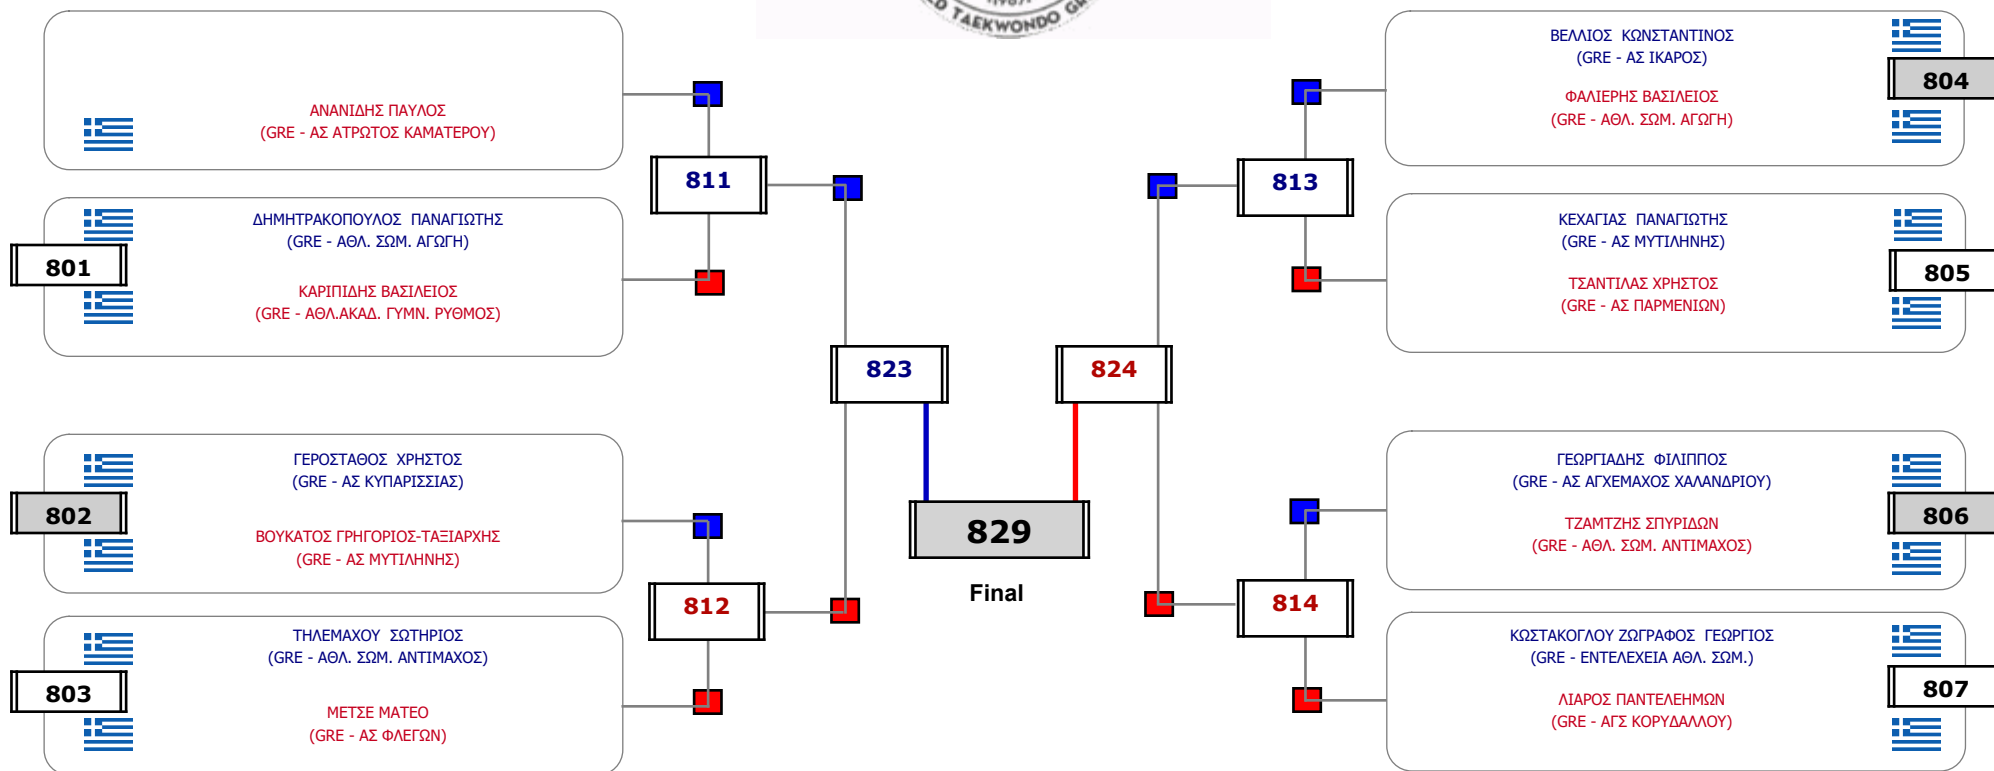 TAEKWONDO
ΑΝΑΝΙΔΗΣ ΠΑΥΛΟΣ
(GRE - ΑΣ ΑΤΡΩΤΟΣ ΚΑΜΑΤΕΡΟΥ)
801
ΔΗΜΗΤΡΑΚΟΠΟΥΛΟΣ ΠΑΝΑΓΙΩΤΗΣ
(GRE - ΑΘΛ. ΣΩΜ. ΑΓΩΓΗ)
ΚΑΡΙΠΙΔΗΣ ΒΑΣΙΛΕΙΟΣ
(GRE - ΑΘΛ.ΑΚΑΔ. ΓΥΜΝ. ΡΥΘΜΟΣ)
802
ΓΕΡΟΣΤΑΘΟΣ ΧΡΗΣΤΟΣ
(GRE - ΑΣ ΚΥΠΑΡΙΣΣΙΑΣ)
ΒΟΥΚΑΤΟΣ ΓΡΗΓΟΡΙΟΣ-ΤΑΞΙΑΡΧΗΣ
(GRE - ΑΣ ΜΥΤΙΛΗΝΗΣ)
803
ΤΗΛΕΜΑΧΟΥ ΣΩΤΗΡΙΟΣ
(GRE - ΑΘΛ. ΣΩΜ. ΑΝΤΙΜΑΧΟΣ)
ΜΕΤΣΕ ΜΑΤΕΟ
(GRE - ΑΣ ΦΛΕΓΩΝ)
811
812
823
829
Final
824
813
814
ΒΕΛΛΙΟΣ ΚΩΝΣΤΑΝΤΙΝΟΣ
(GRE - ΑΣ ΙΚΑΡΟΣ)
ΦΑΛΙΕΡΗΣ ΒΑΣΙΛΕΙΟΣ
(GRE - ΑΘΛ. ΣΩΜ. ΑΓΩΓΗ)
804
ΚΕΧΑΓΙΑΣ ΠΑΝΑΓΙΩΤΗΣ
(GRE - ΑΣ ΜΥΤΙΛΗΝΗΣ)
ΤΣΑΝΤΙΛΑΣ ΧΡΗΣΤΟΣ
(GRE - ΑΣ ΠΑΡΜΕΝΙΩΝ)
805
ΓΕΩΡΓΙΑΔΗΣ ΦΙΛΙΠΠΟΣ
(GRE - ΑΣ ΑΓΧΕΜΑΧΟΣ ΧΑΛΑΝΔΡΙΟΥ)
ΤΖΑΜΤΖΗΣ ΣΠΥΡΙΔΩΝ
(GRE - ΑΘΛ. ΣΩΜ. ΑΝΤΙΜΑΧΟΣ)
806
ΚΩΣΤΑΚΟΓΛΟΥ ΖΩΓΡΑΦΟΣ ΓΕΩΡΓΙΟΣ
(GRE - ΕΝΤΕΛΕΧΕΙΑ ΑΘΛ. ΣΩΜ.)
ΛΙΑΡΟΣ ΠΑΝΤΕΛΕΗΜΩΝ
(GRE - ΑΓΣ ΚΟΡΥΔΑΛΛΟΥ)
807